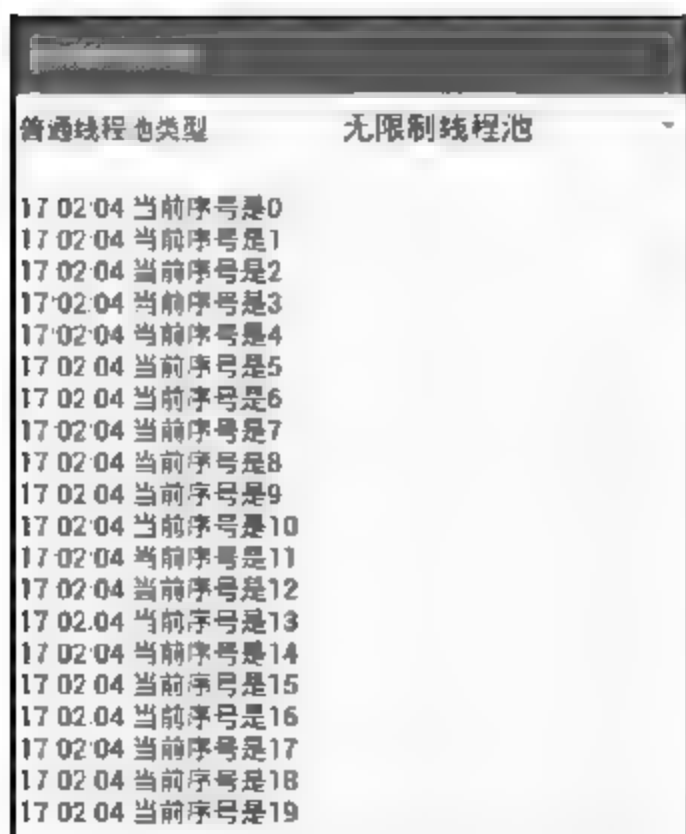 普通线程池类型 无限制线程池
17:02:04 当前序号是0
17:02:04 当前序号是1
17:02:04 当前序号是2
17:02:04 当前序号是3
17:02:04 当前序号是4
17:02:04 当前序号是5
17:02:04 当前序号是6
17:02:04 当前序号是7
17:02:04 当前序号是8
17:02:04 当前序号是9
17:02:04 当前序号是10
17:02:04 当前序号是11
17:02:04 当前序号是12
17:02:04 当前序号是13
17:02:04 当前序号是14
17:02:04 当前序号是15
17:02:04 当前序号是16
17:02:04 当前序号是17
17:02:04 当前序号是18
17:02:04 当前序号是19